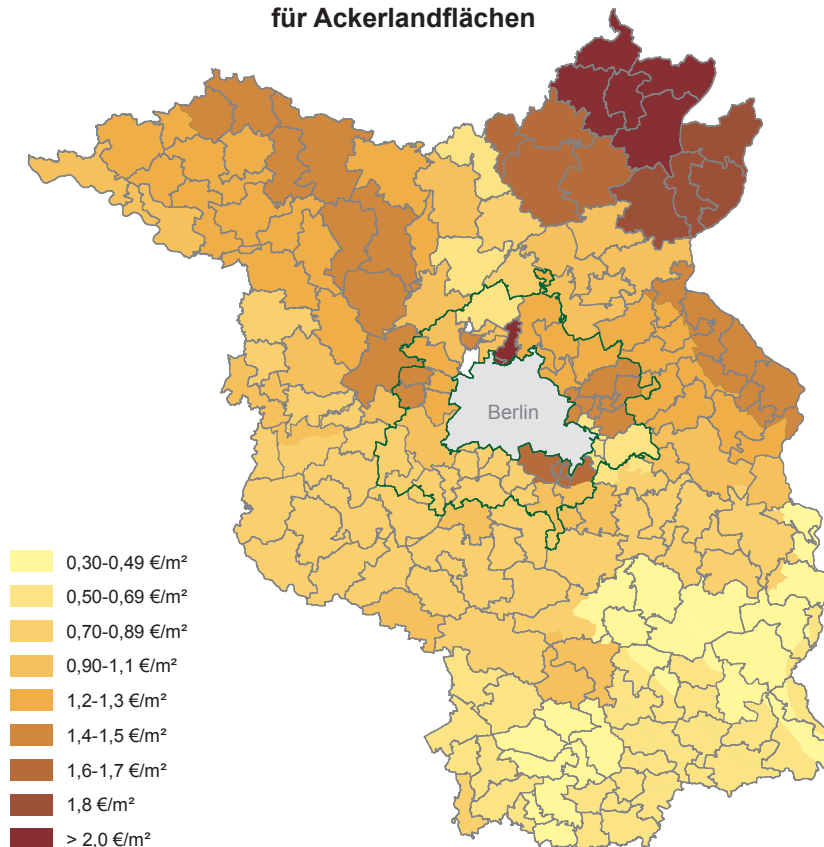 für Ackerlandflächen
Berlin
0,30-0,49 €/m²
0,50-0,69 €/m²
0,70-0,89 €/m²
0,90-1,1 €/m²
1,2-1,3 €/m²
1,4-1,5 €/m²
1,6-1,7 €/m²
1,8 €/m²
> 2,0 €/m²